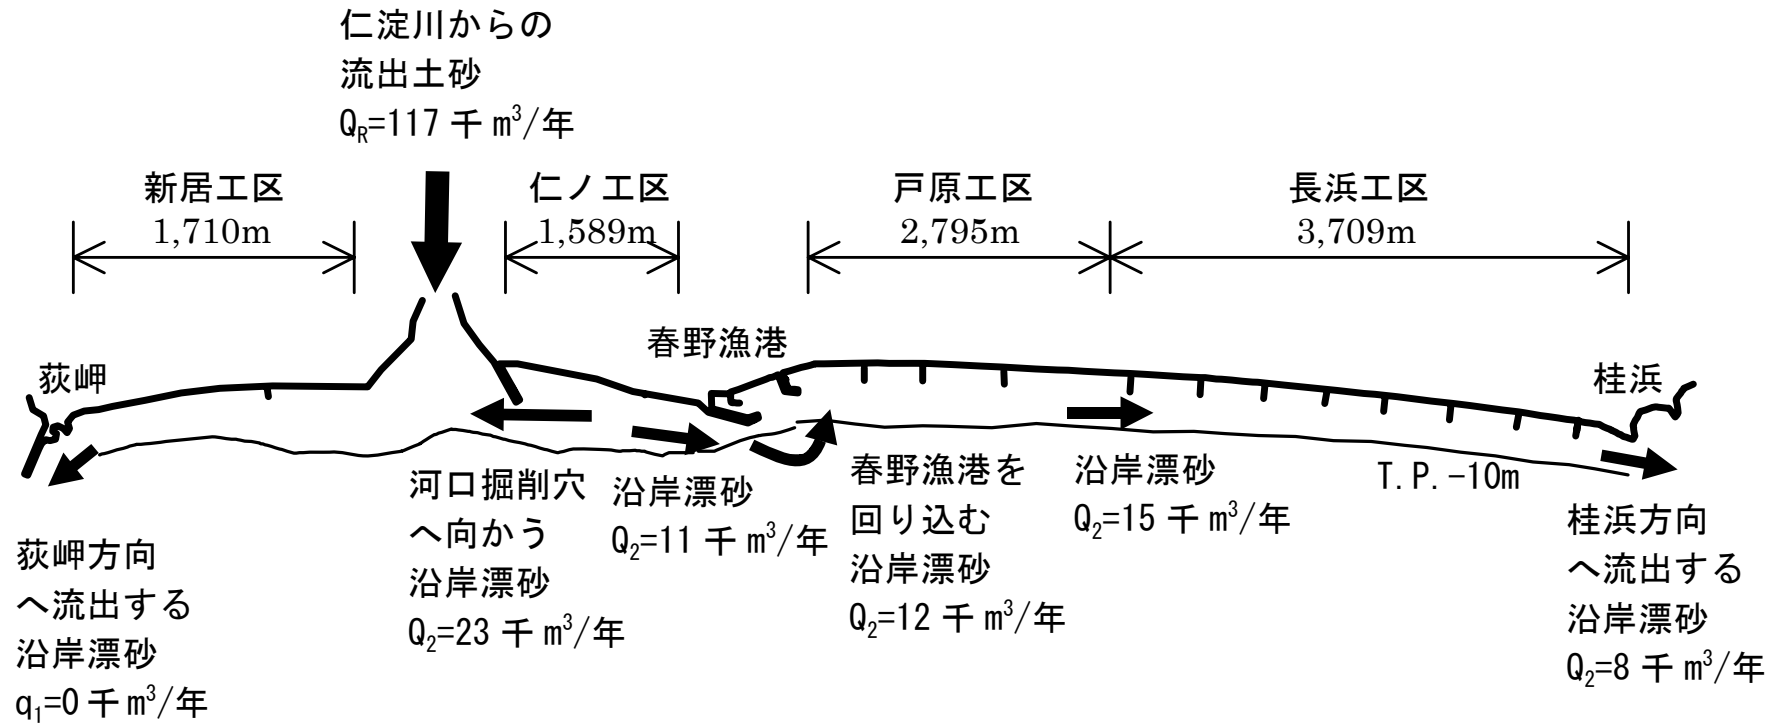 仁淀川からの
流出土砂
QR=117 千 m³/年
新居工区
1,710m
仁ノ工区
1,589m
戸原工区
2,795m
長浜工区
3,709m
荻岬
春野漁港
桂浜
荻岬方向
へ流出する
沿岸漂砂
q1=0 千 m³/年
河口掘削穴
へ向かう
沿岸漂砂
Q2=23 千 m³/年
沿岸漂砂
Q2=11 千 m³/年
春野漁港を
回り込む
沿岸漂砂
Q2=12 千 m³/年
沿岸漂砂
Q2=15 千 m³/年
T.P.-10m
桂浜方向
へ流出する
沿岸漂砂
Q2=8 千 m³/年